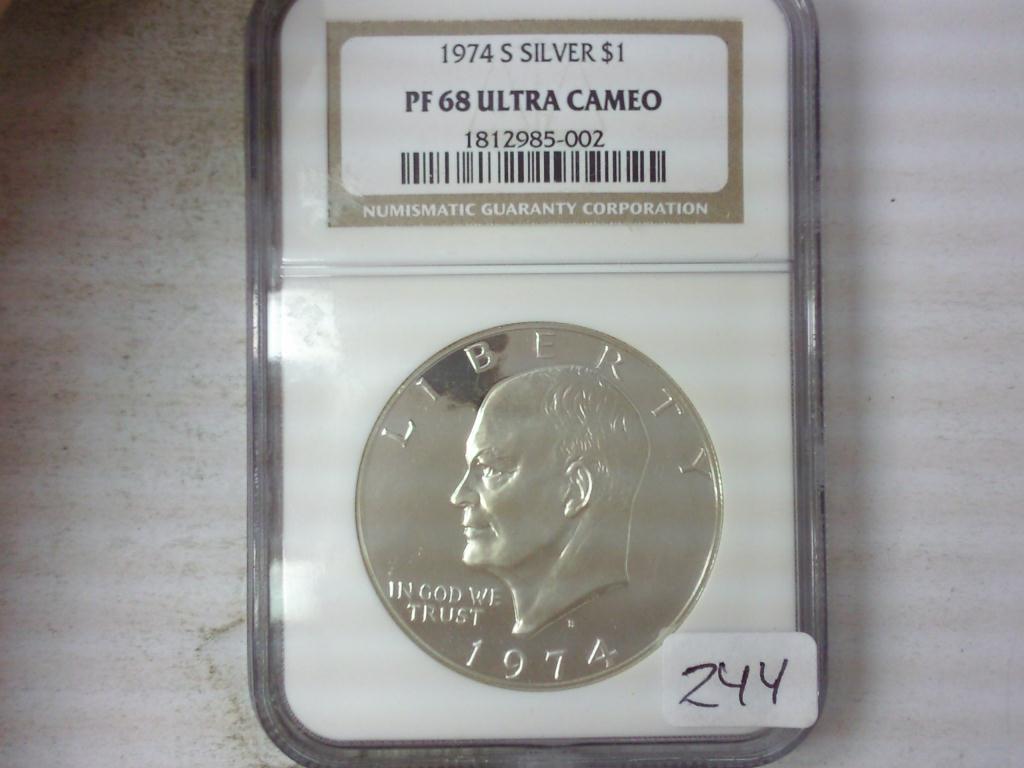 1974 S SILVER $1
PF 68 ULTRA CAMEO
1812985-002
NUMISMATIC GUARANTY CORPORATION
LIBERTY
IN GOD WE
TRUST
1974
244